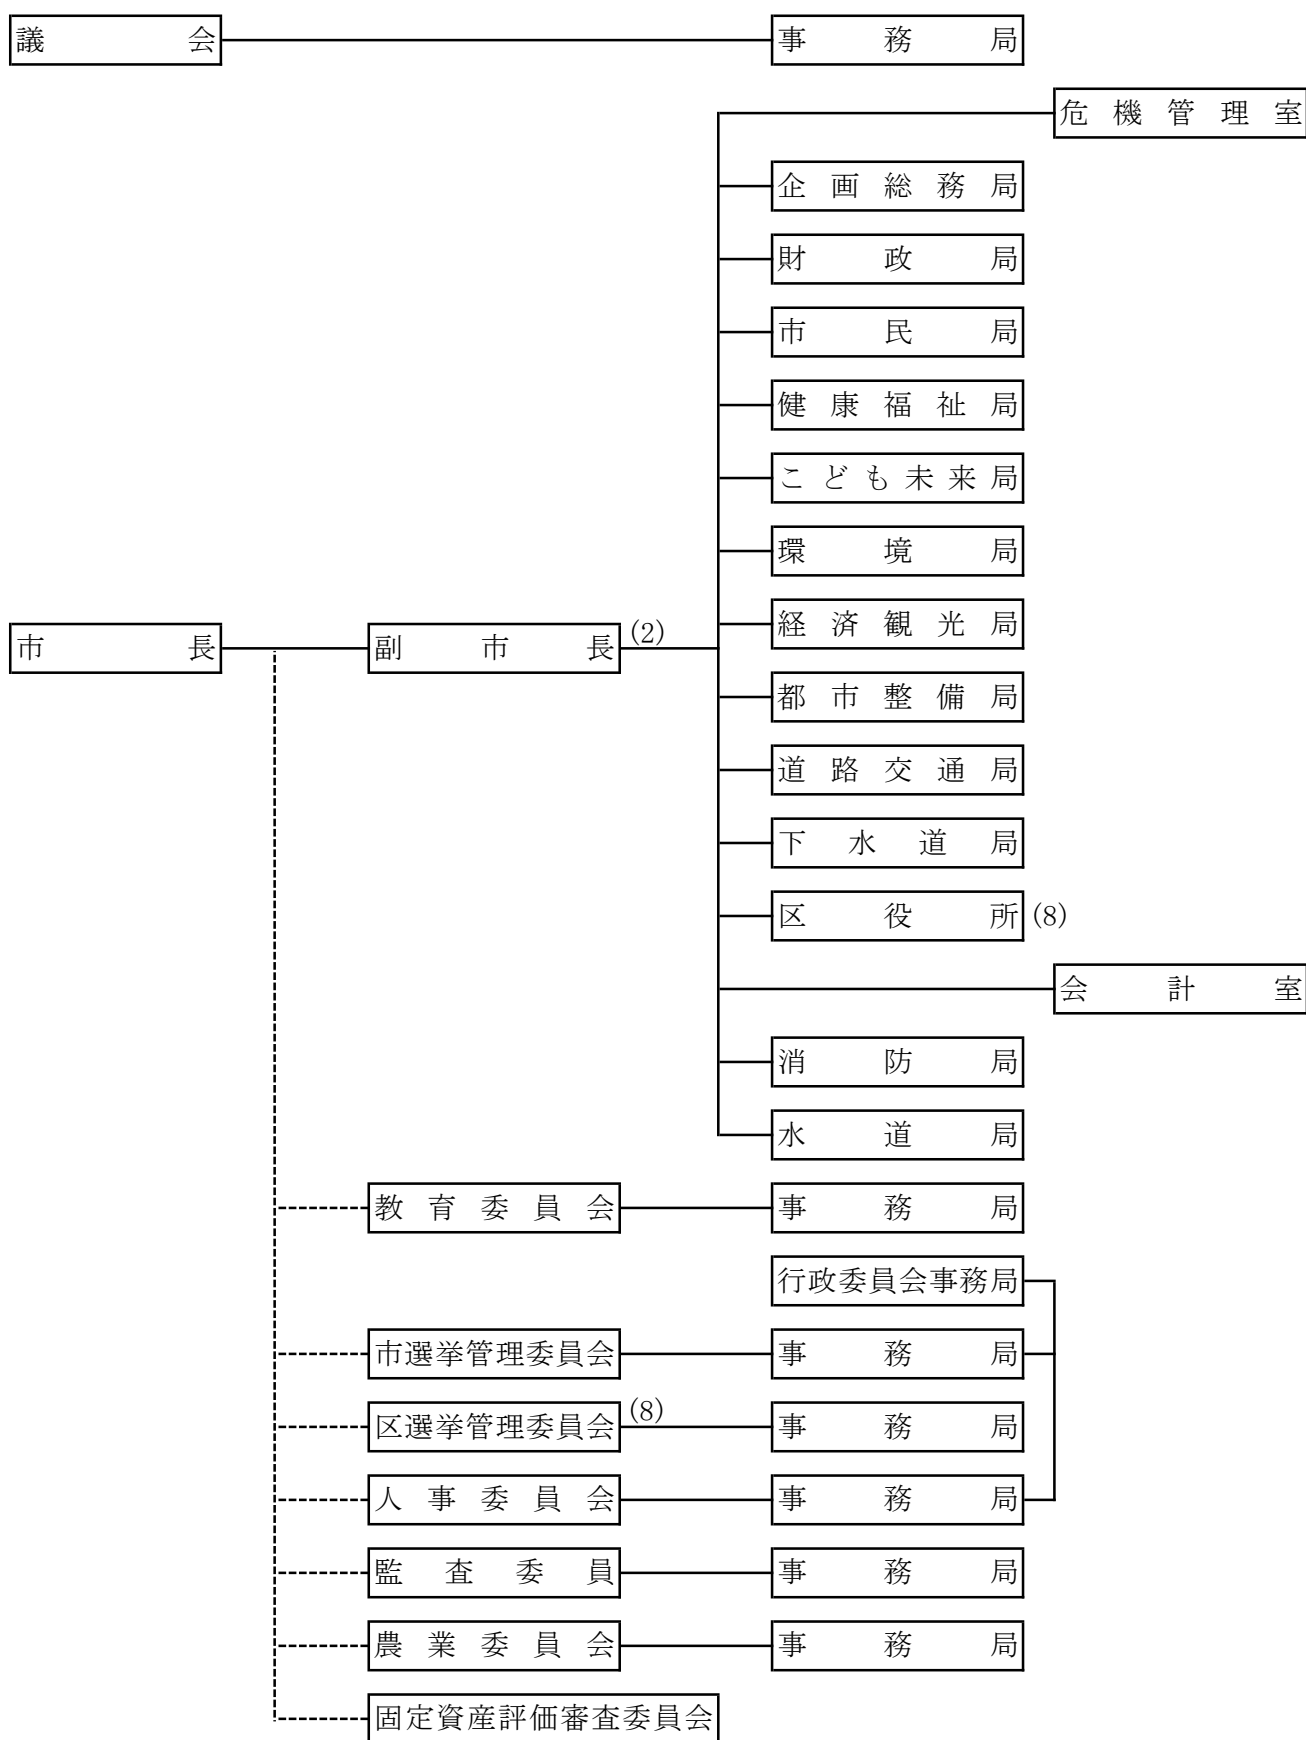 議会 事務局
危機管理室
企画総務局
財政局
市民局
健康福祉局
こども未来局
環境局
経済観光局
市長 副市長 (2)
都市整備局
道路交通局
下水道局
区役所 (8)
会計室
消防局
水道局
教育委員会 事務局
行政委員会事務局
市選挙管理委員会 事務局
区選挙管理委員会 (8) 事務局
人事委員会 事務局
監査委員 事務局
農業委員会 事務局
固定資産評価審査委員会